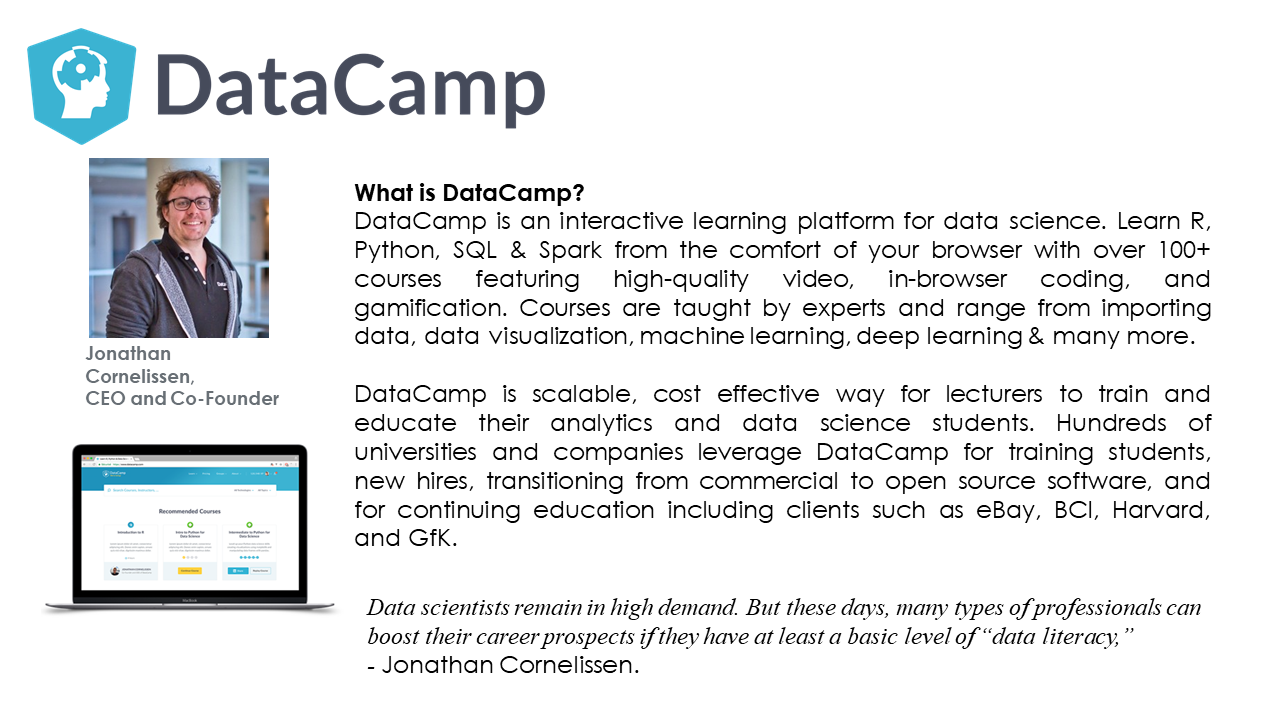 DataCamp
What is DataCamp?
DataCamp is an interactive learning platform for data science. Learn R,
Python, SQL & Spark from the comfort of your browser with over 100+
courses featuring high-quality video, in-browser coding, and
gamification. Courses are taught by experts and range from importing
data, data visualization, machine learning, deep learning & many more.
DataCamp is scalable, cost effective way for lecturers to train and
educate their analytics and data science students. Hundreds of
universities and companies leverage DataCamp for training students,
new hires, transitioning from commercial to open source software, and
for continuing education including clients such as eBay, BCI, Harvard,
and GfK.
Data scientists remain in high demand. But these days, many types of professionals can
boost their career prospects if they have at least a basic level of “data literacy,”
- Jonathan Cornelissen.
Jonathan
Cornelissen,
CEO and Co-Founder
DataCamp
Recommended Courses
Introduction to R
Intro to Python for
Data Science
Intermediate to Python for
Data Science